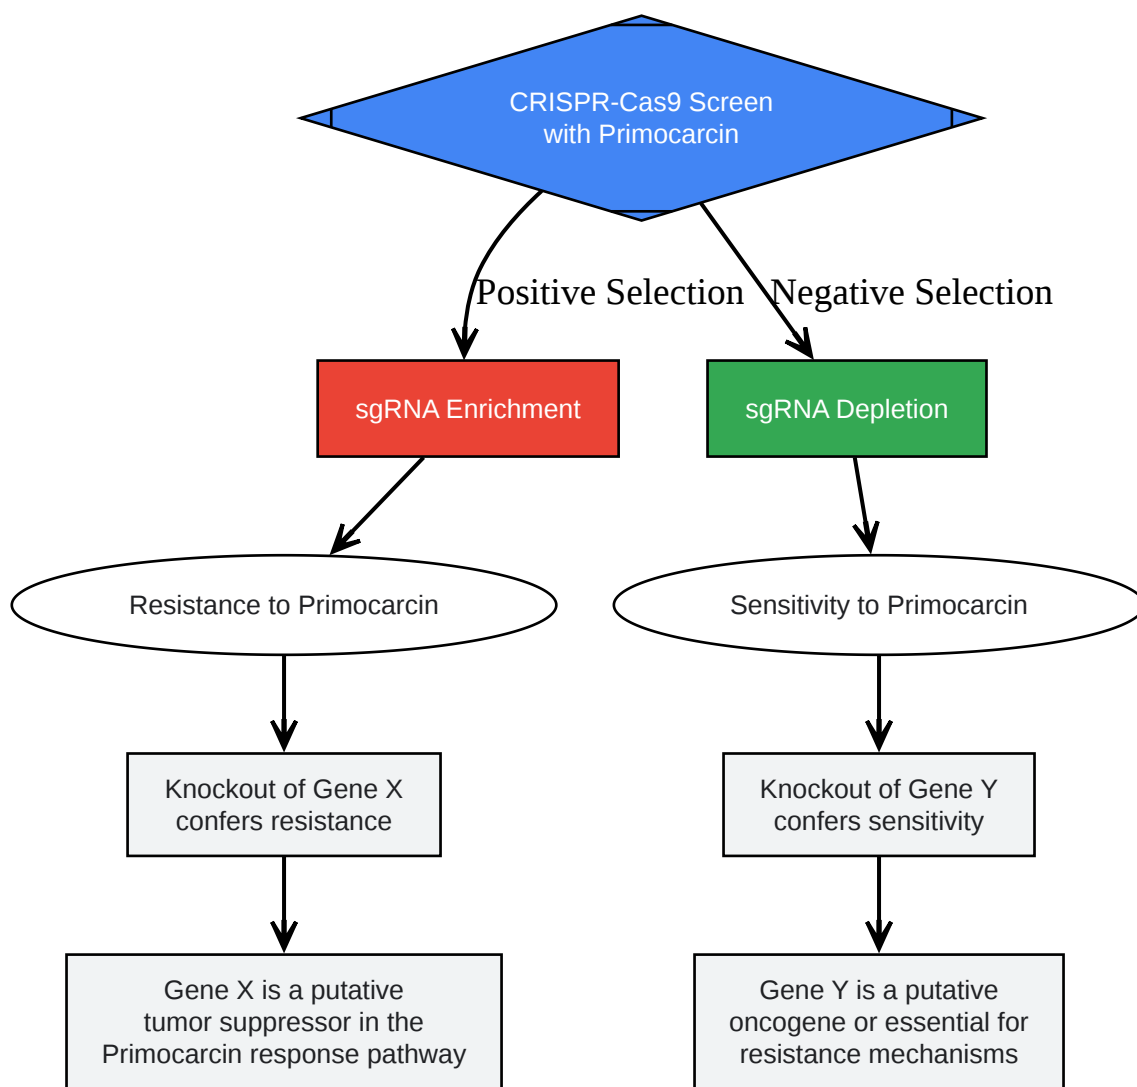 CRISPR-Cas9 Screen
with Primocarcin
Positive Selection
Negative Selection
sgRNA Enrichment
sgRNA Depletion
Resistance to Primocarcin
Sensitivity to Primocarcin
Knockout of Gene X
confers resistance
Knockout of Gene Y
confers sensitivity
Gene X is a putative
tumor suppressor in the
Primocarcin response pathway
Gene Y is a putative
oncogene or essential for
resistance mechanisms